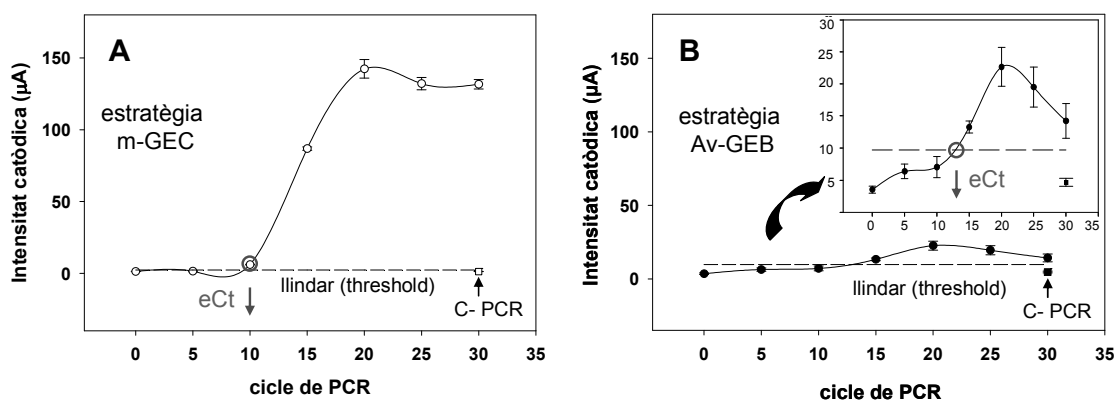 A
estratègia
m-GEC
Intensitat catòdica (µA)
150
100
50
0
-50
eCt
llindar (threshold)
C- PCR
0 5 10 15 20 25 30 35
cicle de PCR
B
estratègia
Av-GEB
Intensitat catòdica (µA)
150
100
50
0
-50
30
25
20
15
10
5
eCt
0 5 10 15 20 25 30
llindar (threshold)
C- PCR
0 5 10 15 20 25 30 35
cicle de PCR